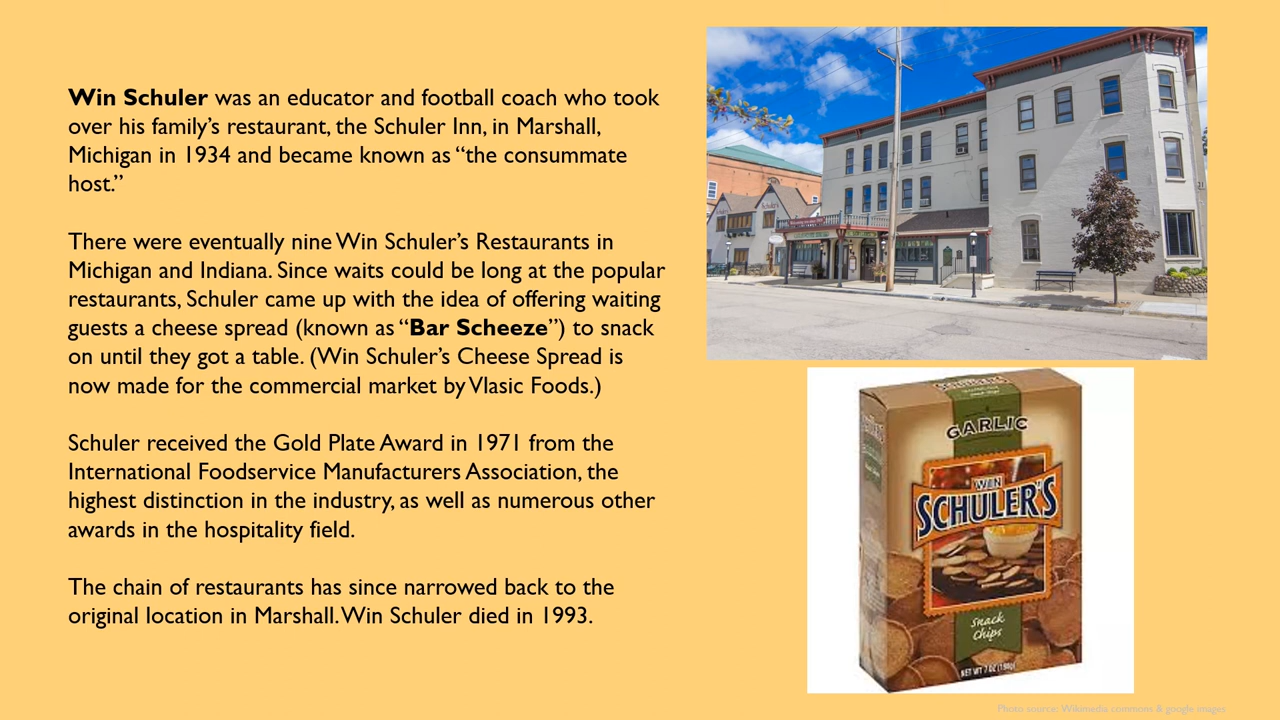 Win Schuler was an educator and football coach who took
over his family’s restaurant, the Schuler Inn, in Marshall,
Michigan in 1934 and became known as “the consummate
host.”
There were eventually nine Win Schuler’s Restaurants in
Michigan and Indiana. Since waits could be long at the popular
restaurants, Schuler came up with the idea of offering waiting
guests a cheese spread (known as “Bar Scheeze”) to snack
on until they got a table. (Win Schuler’s Cheese Spread is
now made for the commercial market by Vlasic Foods.)
Schuler received the Gold Plate Award in 1971 from the
International Foodservice Manufacturers Association, the
highest distinction in the industry, as well as numerous other
awards in the hospitality field.
The chain of restaurants has since narrowed back to the
original location in Marshall. Win Schuler died in 1993.
GARLIC
WIN
SCHULER'S
Snack
Chips
NET WT 7 OZ (198g)
Photo source: Wikimedia commons & google images